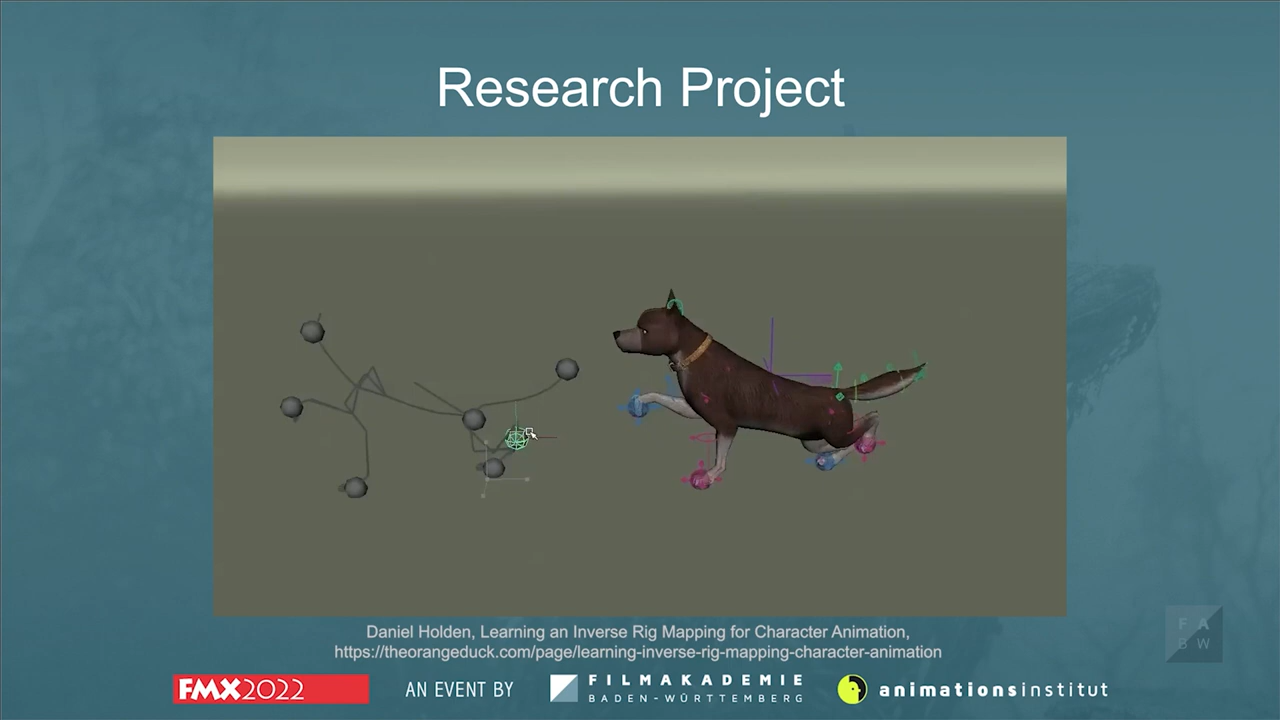 Research Project
Daniel Holden, Learning an Inverse Rig Mapping for Character Animation,
https://theorangeduck.com/page/learning-inverse-rig-mapping-character-animation
F A
B W
FMX2022
AN EVENT BY
FILMAKADEMIE
BADEN-WÜRTTEMBERG
animationsinstitut